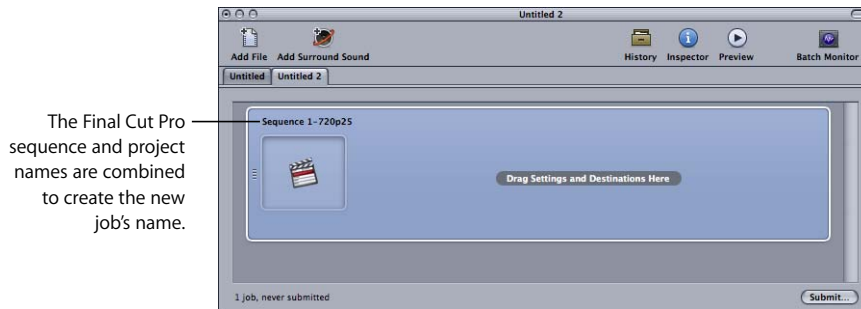 Untitled 2
Add File Add Surround Sound History Inspector Preview Batch Monitor
Untitled Untitled 2
The Final Cut Pro
sequence and project
names are combined
to create the new
job's name.
Sequence 1-720p25
Drag Settings and Destinations Here
1 job, never submitted Submit...